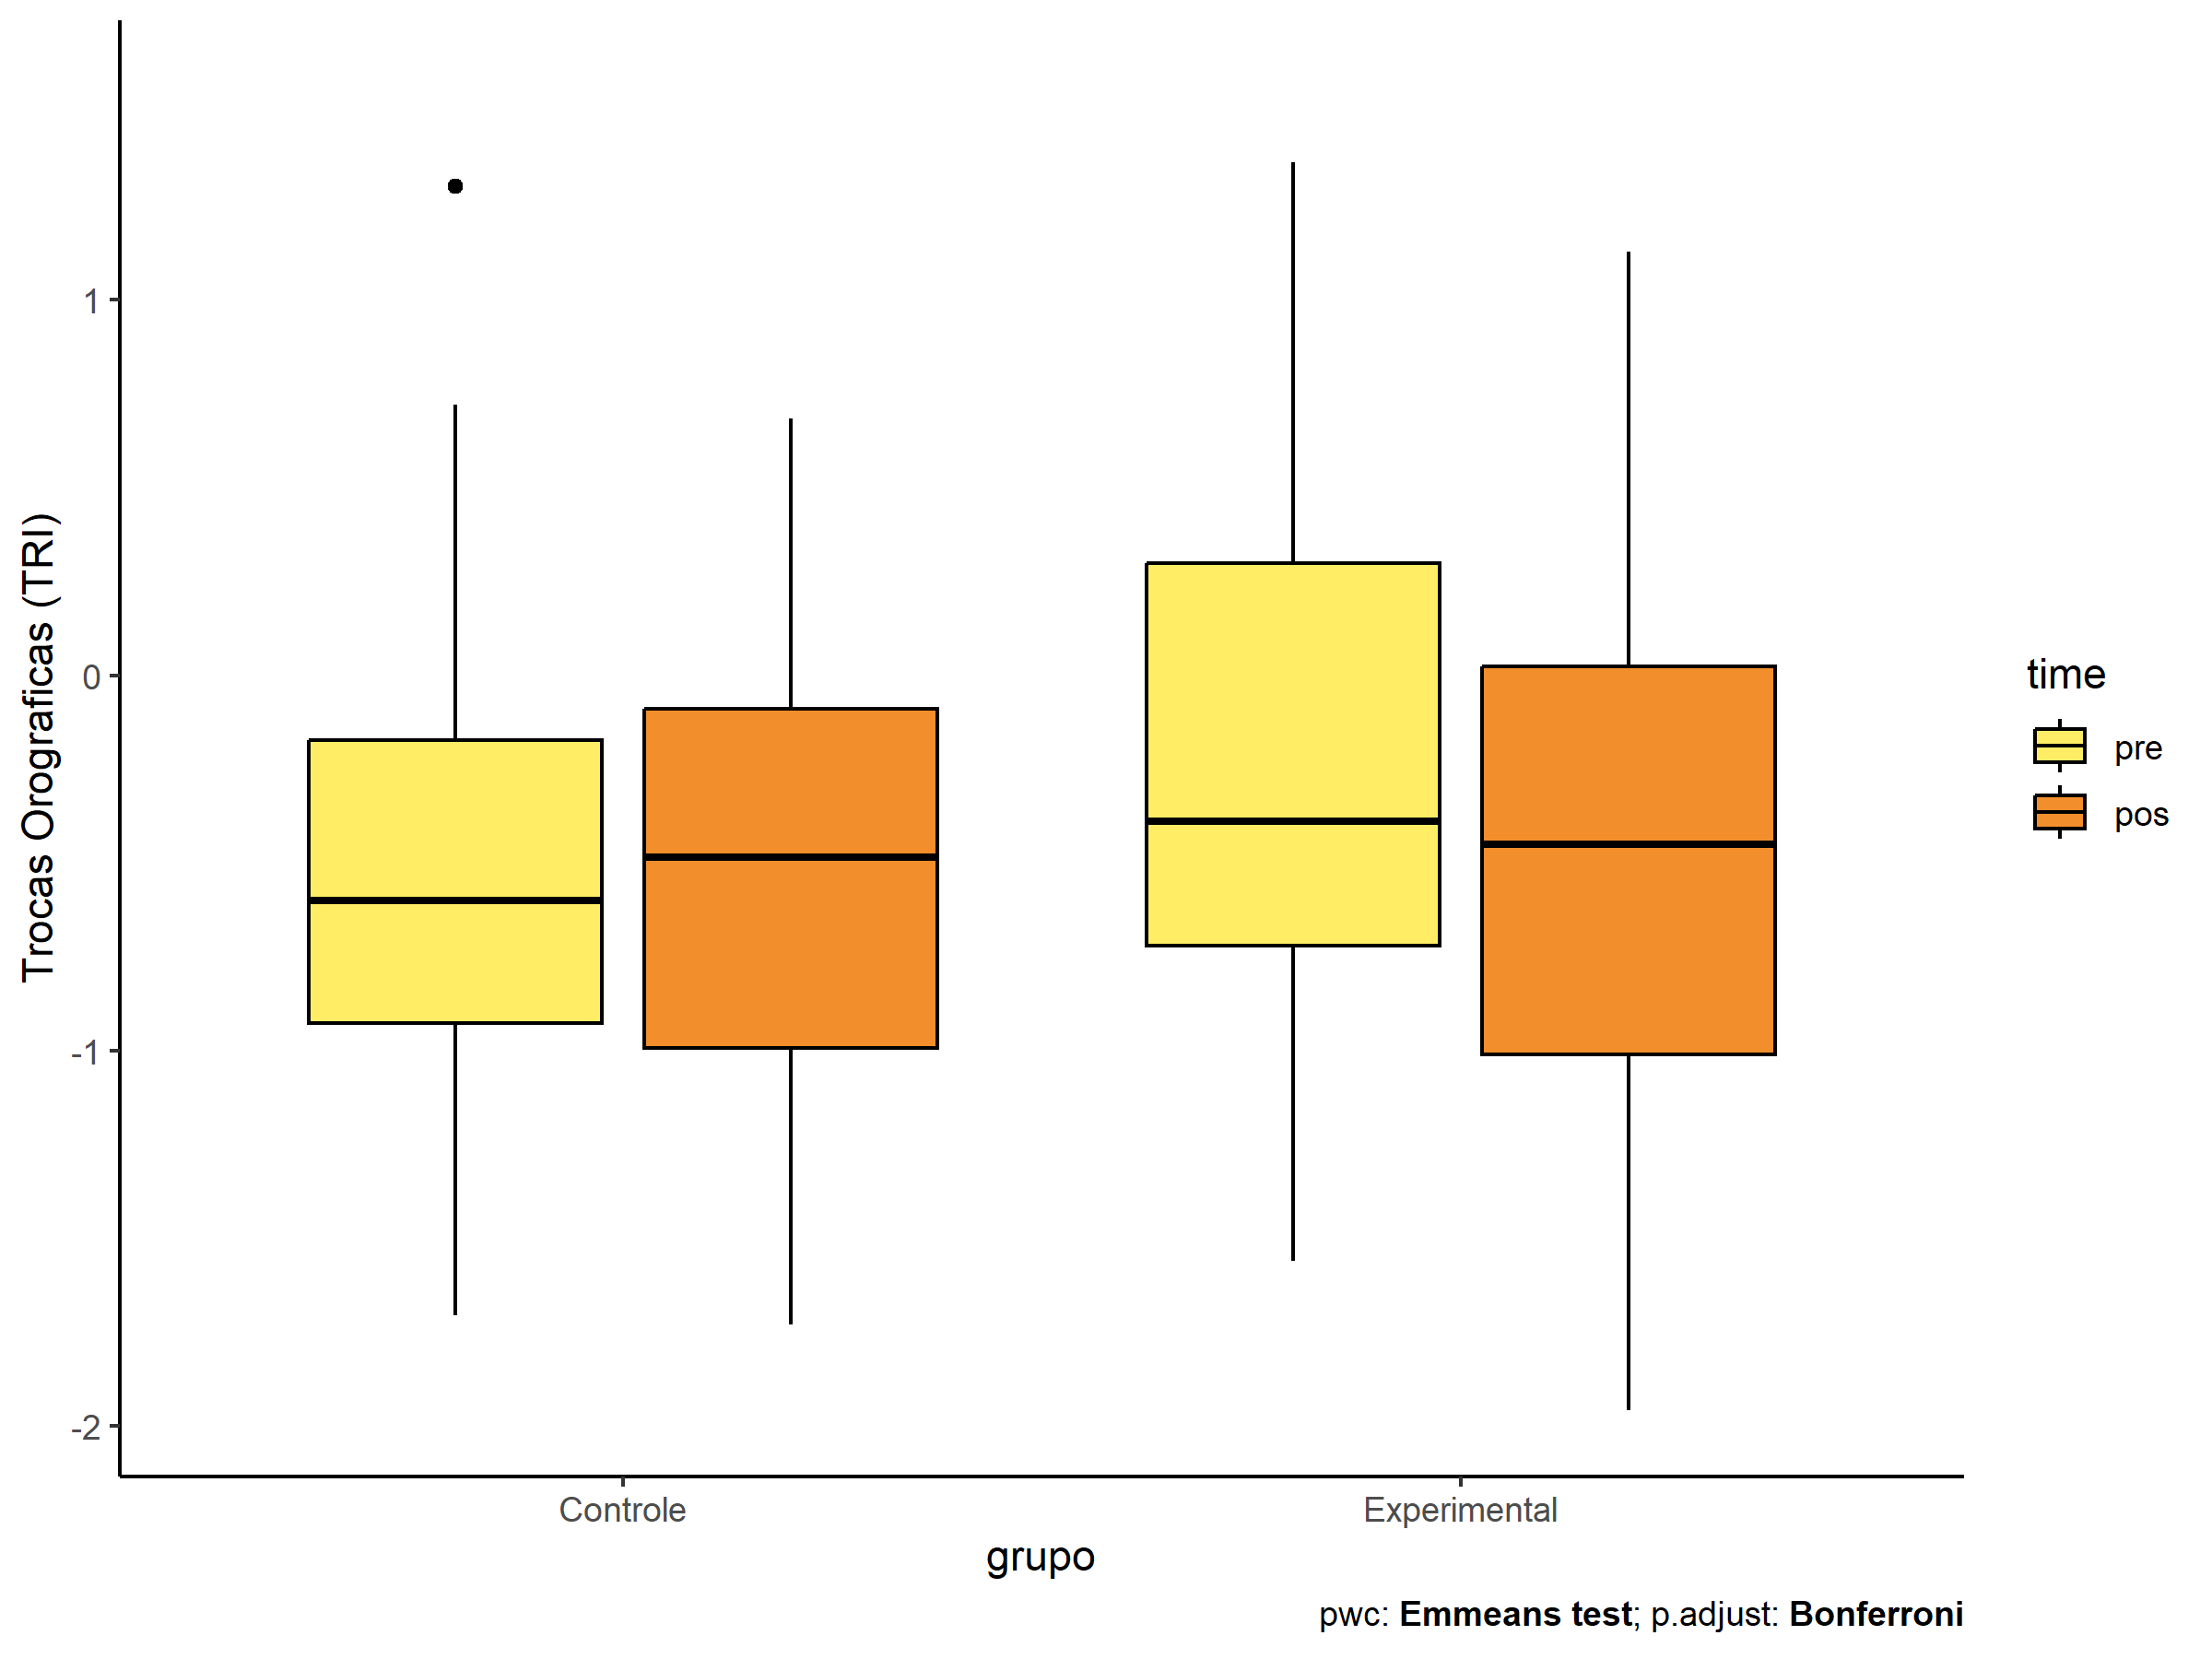 Trocas Orograficas (TRI)
1
0
-1
-2
Controle
Experimental
grupo
time
pre
pos
pwc: Emmeans test; p.adjust: Bonferroni